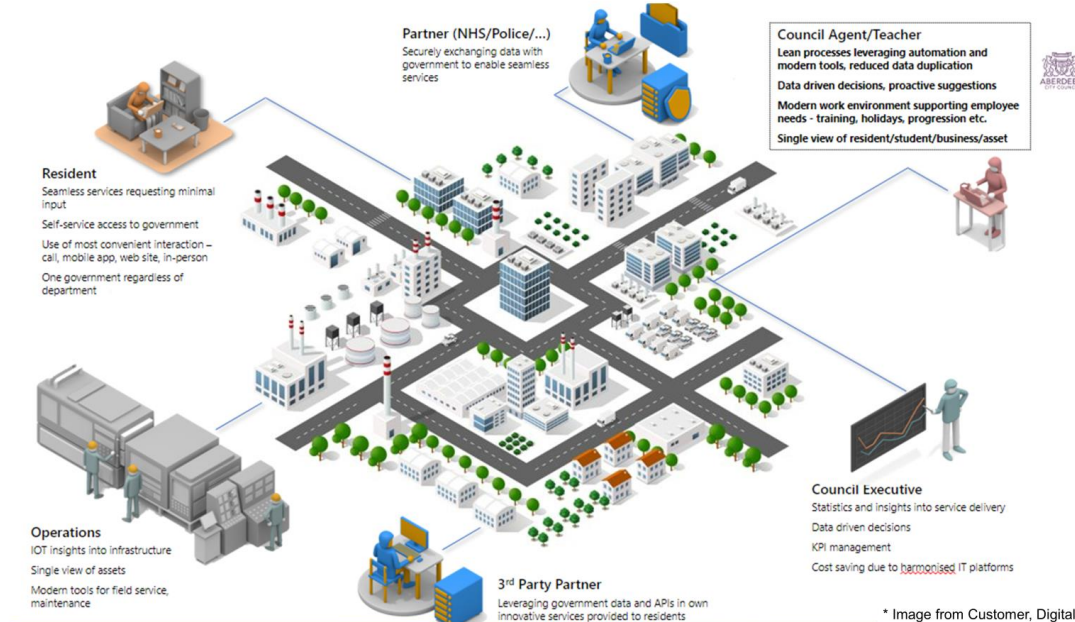 Partner (NHS/Police/...)
Securely exchanging data with
government to enable seamless
services
Council Agent/Teacher
Lean processes leveraging automation and
modern tools, reduced data duplication
Data driven decisions, proactive suggestions
Modern work environment supporting employee
needs - training, holidays, progression etc.
Single view of resident/student/business/asset
CITY COUNC
Resident
Seamless services requesting minimal
input
Self-service access to government
Use of most convenient interaction –
call, mobile app, web site, in-person
One government regardless of
department
Operations
IOT insights into infrastructure
Single view of assets
Modern tools for field service,
maintenance
3rd Party Partner
Leveraging government data and APIs in own
innovative services provided to residents
Council Executive
Statistics and insights into service delivery
Data driven decisions
KPI management
Cost saving due to harmonised IT platforms
* Image from Customer, Digital